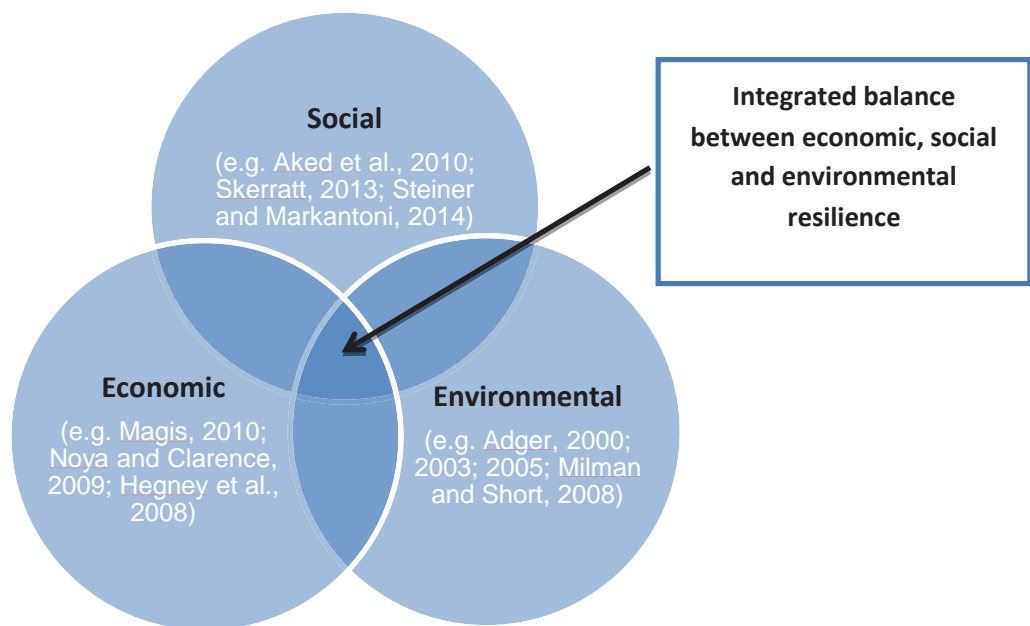 Social
(e.g. Aked et al., 2010;
Skerratt, 2013; Steiner
and Markantoni, 2014)
Integrated balance
between economic, social
and environmental
resilience
Economic
(e.g. Magis, 2010;
Noya and Clarence,
2009; Hegney et al.,
2008)
Environmental
(e.g. Adger, 2000;
2003; 2005; Milman
and Short, 2008)